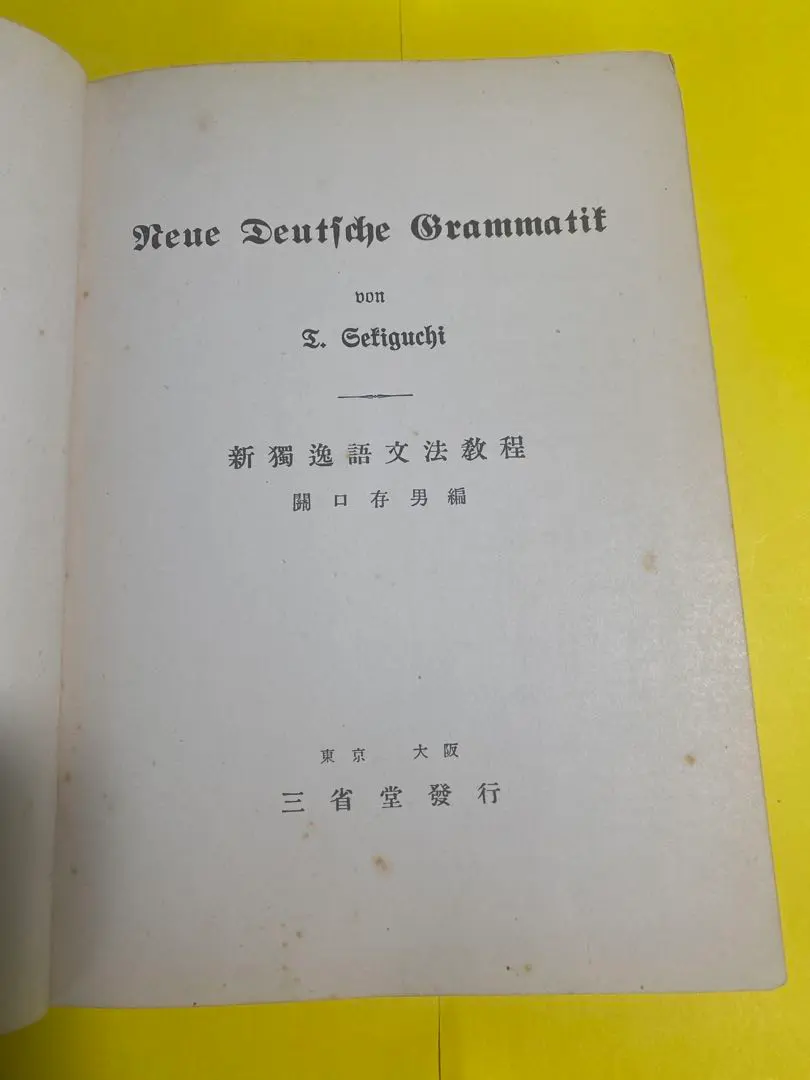 Neue Deutsche Grammatik
von
T. Sekiguchi
新獨逸語文法教程
關口存男編
東京 大阪
三省堂發行